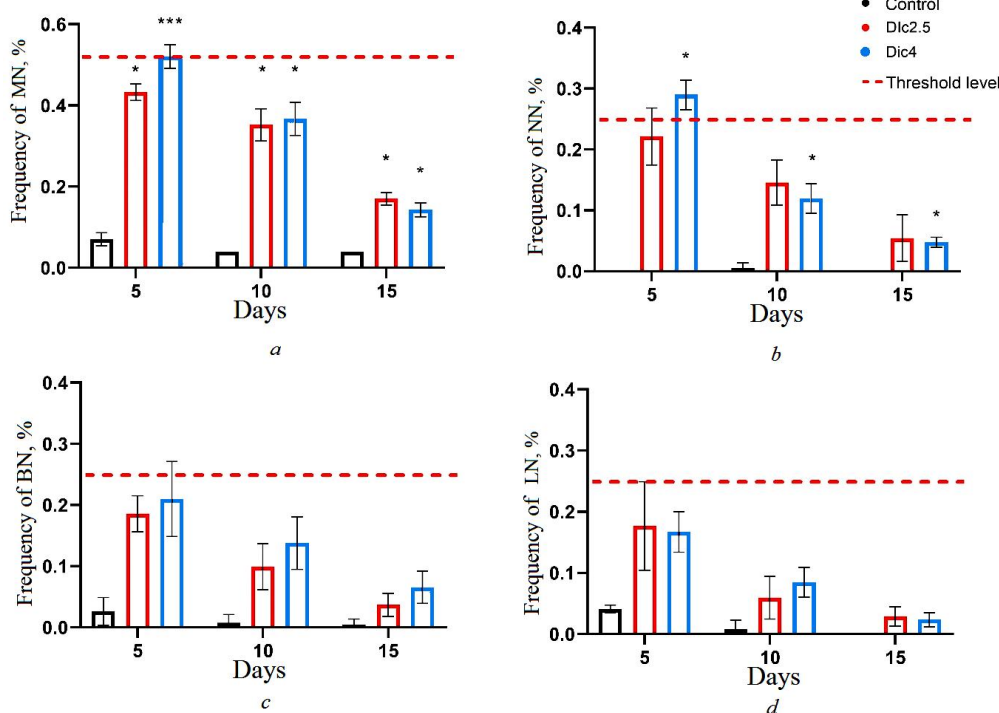 Control
DIc2.5
Dic4
Threshold level
Frequency of MN, %
0.6
0.4
0.2
0.0
***
*
* *
*
*
5 10 15
Days
a
Frequency of NN, %
0.4
0.3
0.2
0.1
0.0
*
*
*
5 10 15
Days
b
Frequency of BN, %
0.4
0.3
0.2
0.1
0.0
5 10 15
Days
c
Frequency of LN, %
0.4
0.3
0.2
0.1
0.0
5 10 15
Days
d